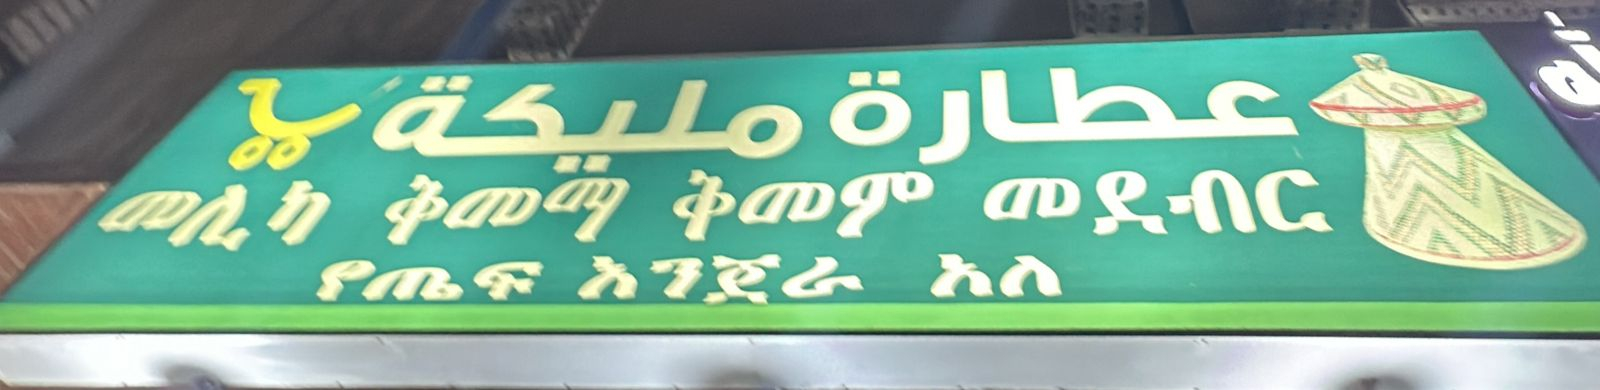 عطارة مليكة
መሊካ ቅመማ ቅመም መደብር
የጤፍ እንጀራ አለ